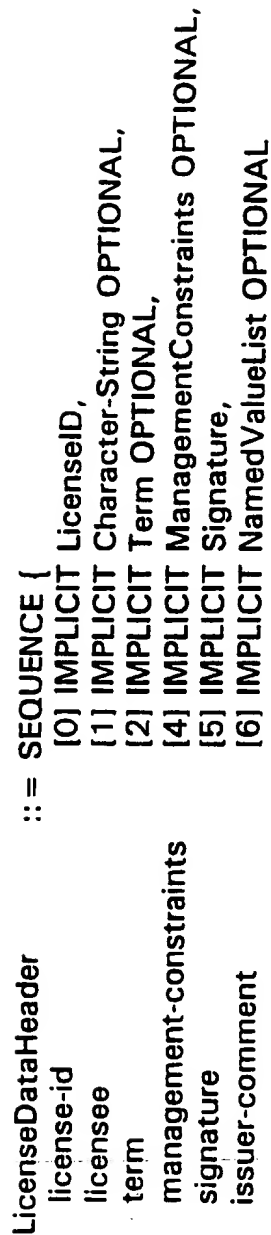 LicenseDataHeader ::= SEQUENCE {
license-id [0] IMPLICIT LicenseID,
licensee [1] IMPLICIT Character-String OPTIONAL,
term [2] IMPLICIT Term OPTIONAL,
management-constraints [4] IMPLICIT ManagementConstraints OPTIONAL,
signature [5] IMPLICIT Signature,
issuer-comment [6] IMPLICIT NamedValueList OPTIONAL